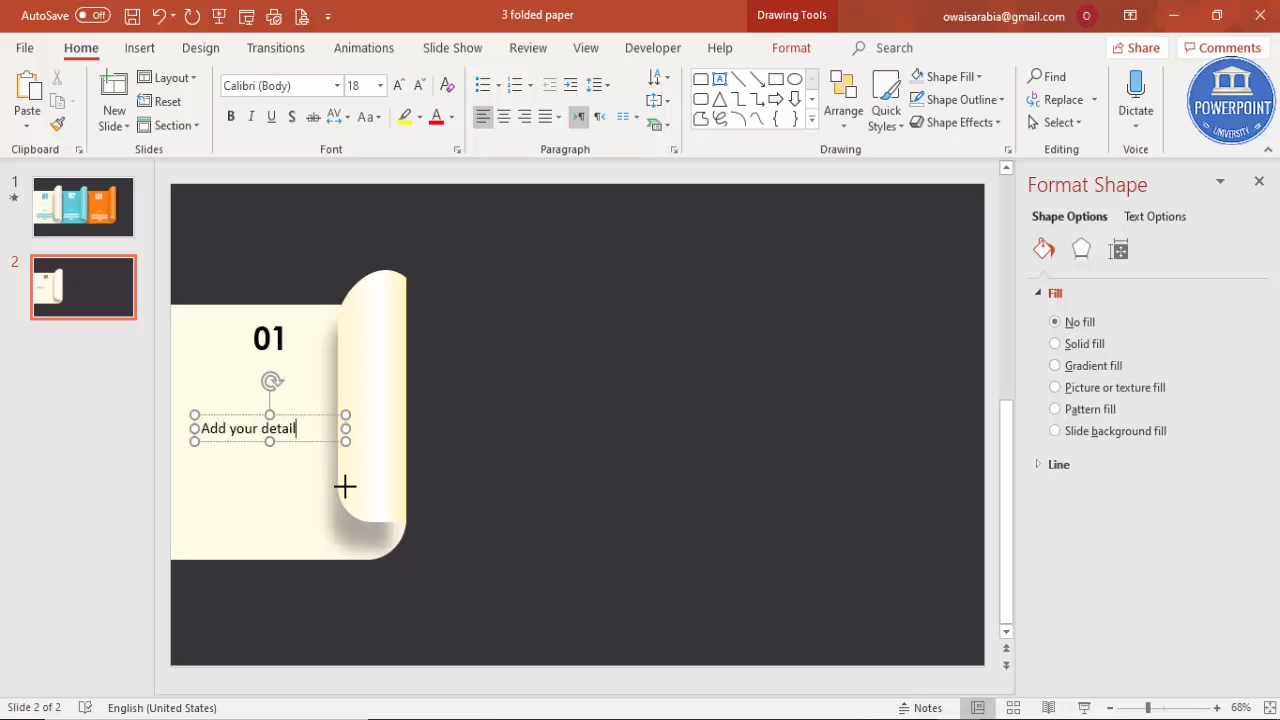 AutoSave Off
3 folded paper
Drawing Tools
owaisarabia@gmail.com O
File Home Insert Design Transitions Animations Slide Show Review View Developer Help Format Search Share Comments
Paste
Clipboard
New Slide
Layout
Reset
Section
Slides
Calibri (Body) 18
B I U S ab AV Aa A
Font
Paragraph
Arrange
Quick Styles
Shape Fill
Shape Outline
Shape Effects
Drawing
Find
Replace
Select
Editing
Dictate
Voice
POWERPOINT
UNIVERSITY
1
2
01
Add your detail
Format Shape
Shape Options Text Options
Fill
No fill
Solid fill
Gradient fill
Picture or texture fill
Pattern fill
Slide background fill
Line
Slide 2 of 2 English (United States) Notes 68%